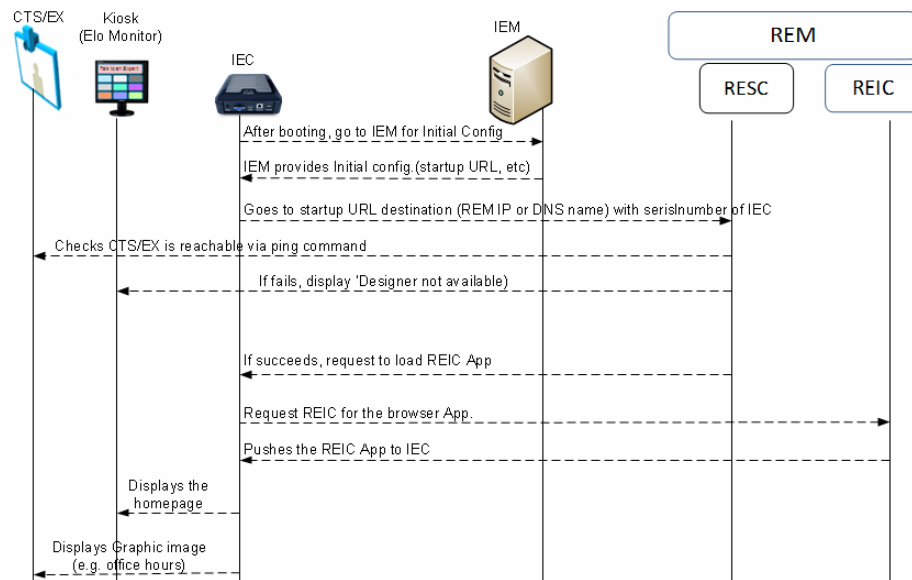 CTS/EX
Kiosk
(Elo Monitor)
IEC
IEM
REM
RESC
REIC
After booting, go to IEM for Initial Config
IEM provides Initial config.(startup URL, etc)
Goes to startup URL destination (REM IP or DNS name) with serislnumber of IEC
Checks CTS/EX is reachable via ping command
If fails, display 'Designer not available)
If succeeds, request to load REIC App
Request REIC for the browser App.
Pushes the REIC App to IEC
Displays the
homepage
Displays Graphic image
(e.g. office hours)